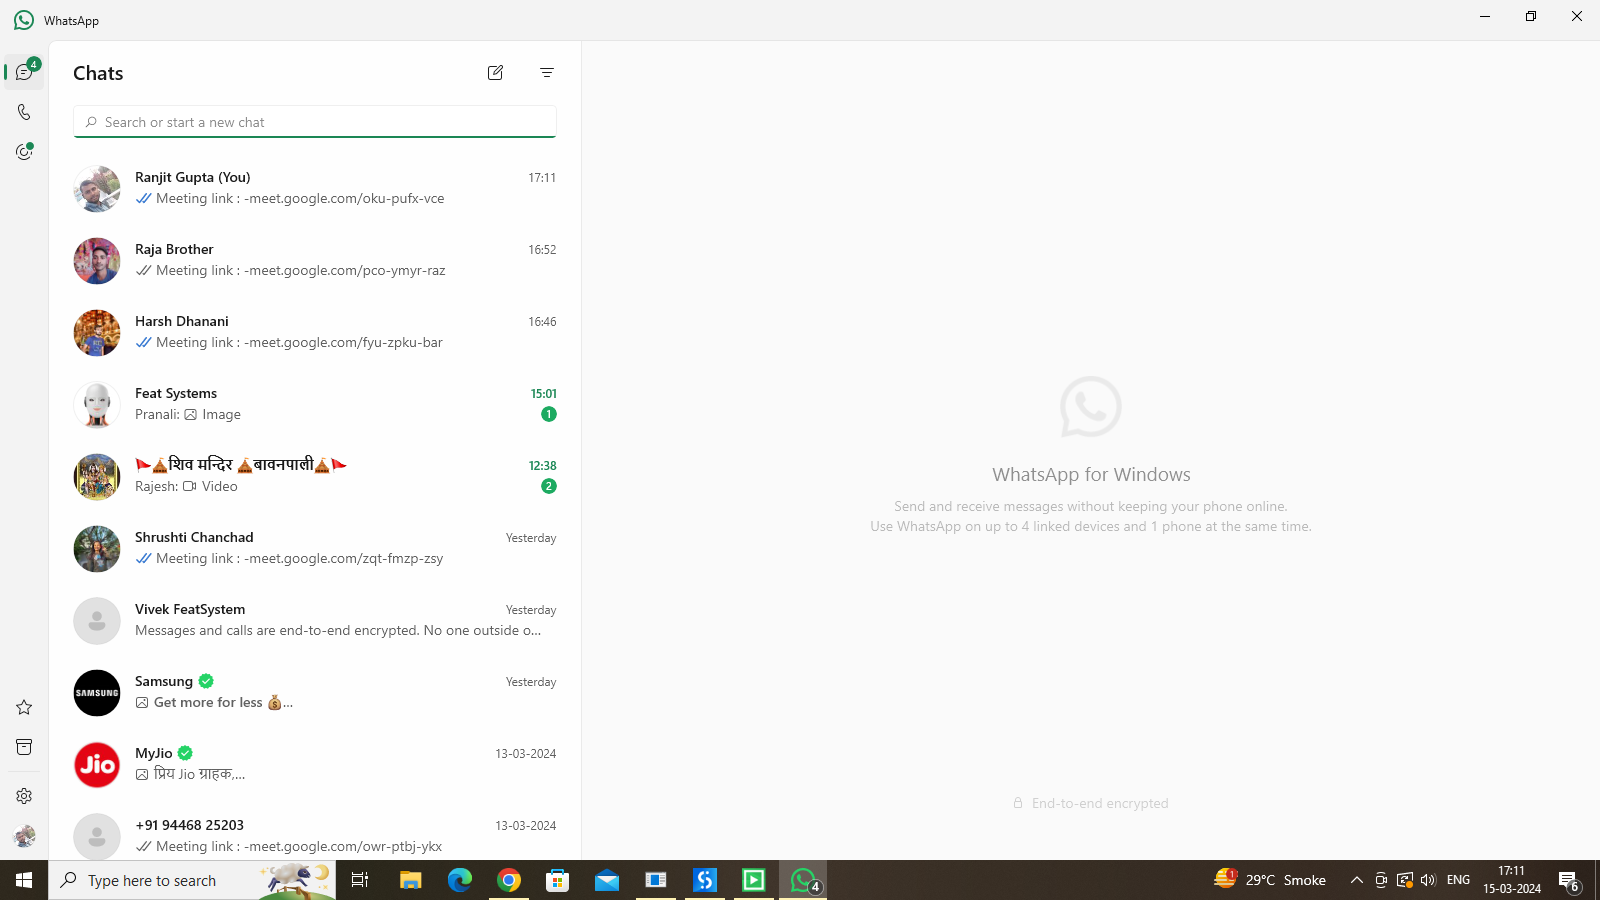 WhatsApp
4
Chats
Search or start a new chat
Ranjit Gupta (You) 17:11
Meeting link : -meet.google.com/oku-pufx-vce
Raja Brother 16:52
Meeting link : -meet.google.com/pco-ymyr-raz
Harsh Dhanani 16:46
Meeting link : -meet.google.com/fyu-zpku-bar
Feat Systems 15:01
Pranali: Image 1
🚩🛕शिव मन्दिर 🛕बावनपाली🛕🚩 12:38
Rajesh: Video 2
Shrushti Chanchad Yesterday
Meeting link : -meet.google.com/zqt-fmzp-zsy
Vivek FeatSystem Yesterday
Messages and calls are end-to-end encrypted. No one outside o...
SAMSUNG
Samsung Yesterday
Get more for less 💰...
Jio
MyJio 13-03-2024
प्रिय Jio ग्राहक,...
+91 94468 25203 13-03-2024
Meeting link : -meet.google.com/owr-ptbj-ykx
WhatsApp for Windows
Send and receive messages without keeping your phone online.
Use WhatsApp on up to 4 linked devices and 1 phone at the same time.
End-to-end encrypted
Type here to search
4
1
29°C Smoke
ENG
17:11
15-03-2024
6